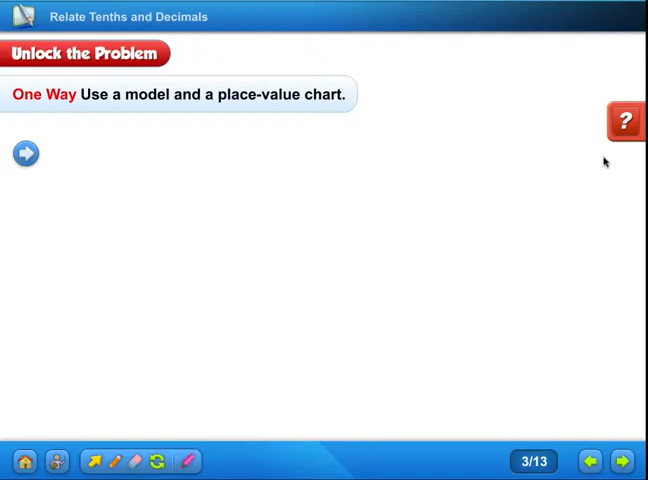 Relate Tenths and Decimals
Unlock the Problem
One Way Use a model and a place-value chart.
?
3/13